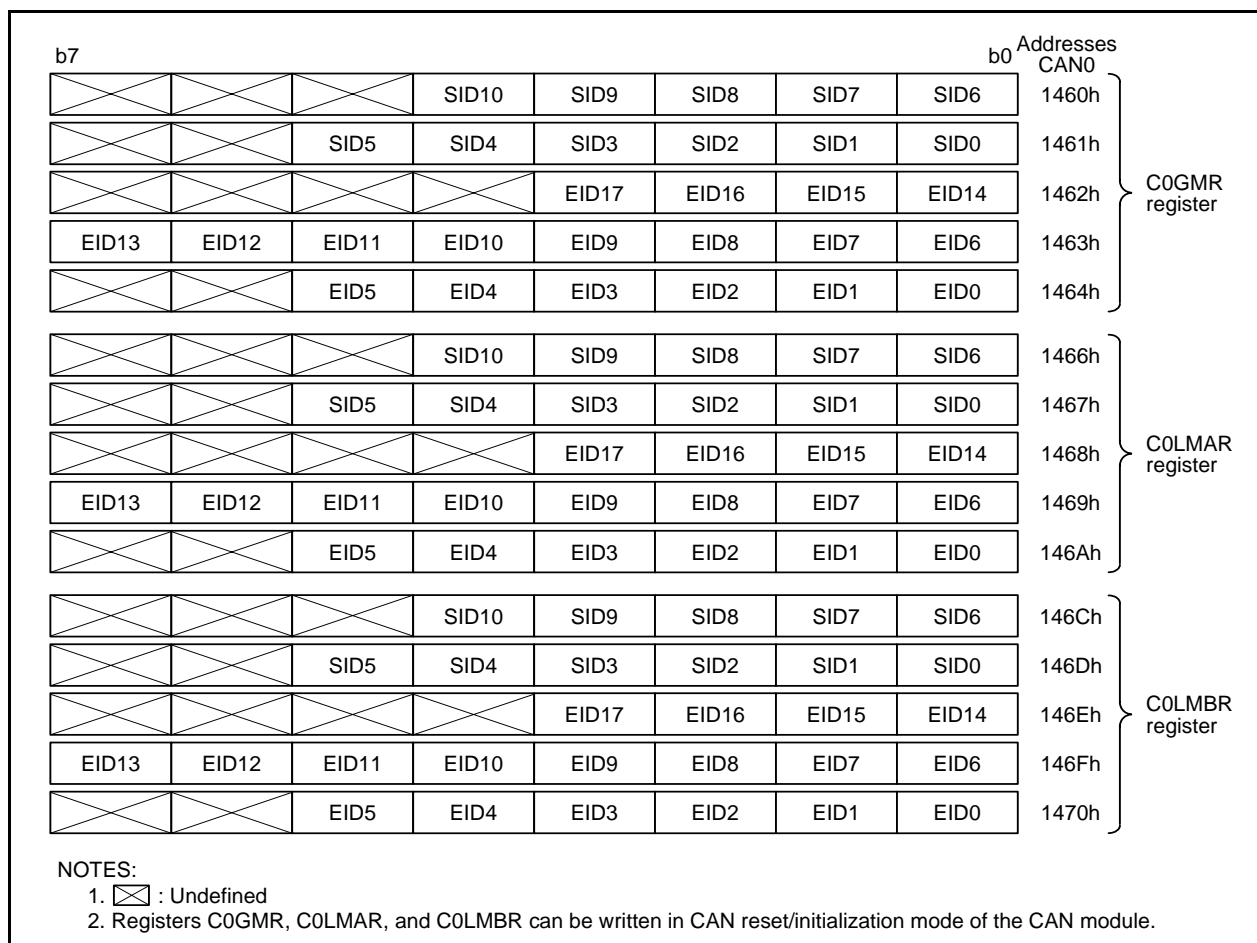 b7 b0 Addresses
CAN0
SID10 SID9 SID8 SID7 SID6 1460h
SID5 SID4 SID3 SID2 SID1 SID0 1461h
EID17 EID16 EID15 EID14 1462h
EID13 EID12 EID11 EID10 EID9 EID8 EID7 EID6 1463h
EID5 EID4 EID3 EID2 EID1 EID0 1464h
C0GMR
register
SID10 SID9 SID8 SID7 SID6 1466h
SID5 SID4 SID3 SID2 SID1 SID0 1467h
EID17 EID16 EID15 EID14 1468h
EID13 EID12 EID11 EID10 EID9 EID8 EID7 EID6 1469h
EID5 EID4 EID3 EID2 EID1 EID0 146Ah
C0LMAR
register
SID10 SID9 SID8 SID7 SID6 146Ch
SID5 SID4 SID3 SID2 SID1 SID0 146Dh
EID17 EID16 EID15 EID14 146Eh
EID13 EID12 EID11 EID10 EID9 EID8 EID7 EID6 146Fh
EID5 EID4 EID3 EID2 EID1 EID0 1470h
C0LMBR
register
NOTES:
1. : Undefined
2. Registers C0GMR, C0LMAR, and C0LMBR can be written in CAN reset/initialization mode of the CAN module.